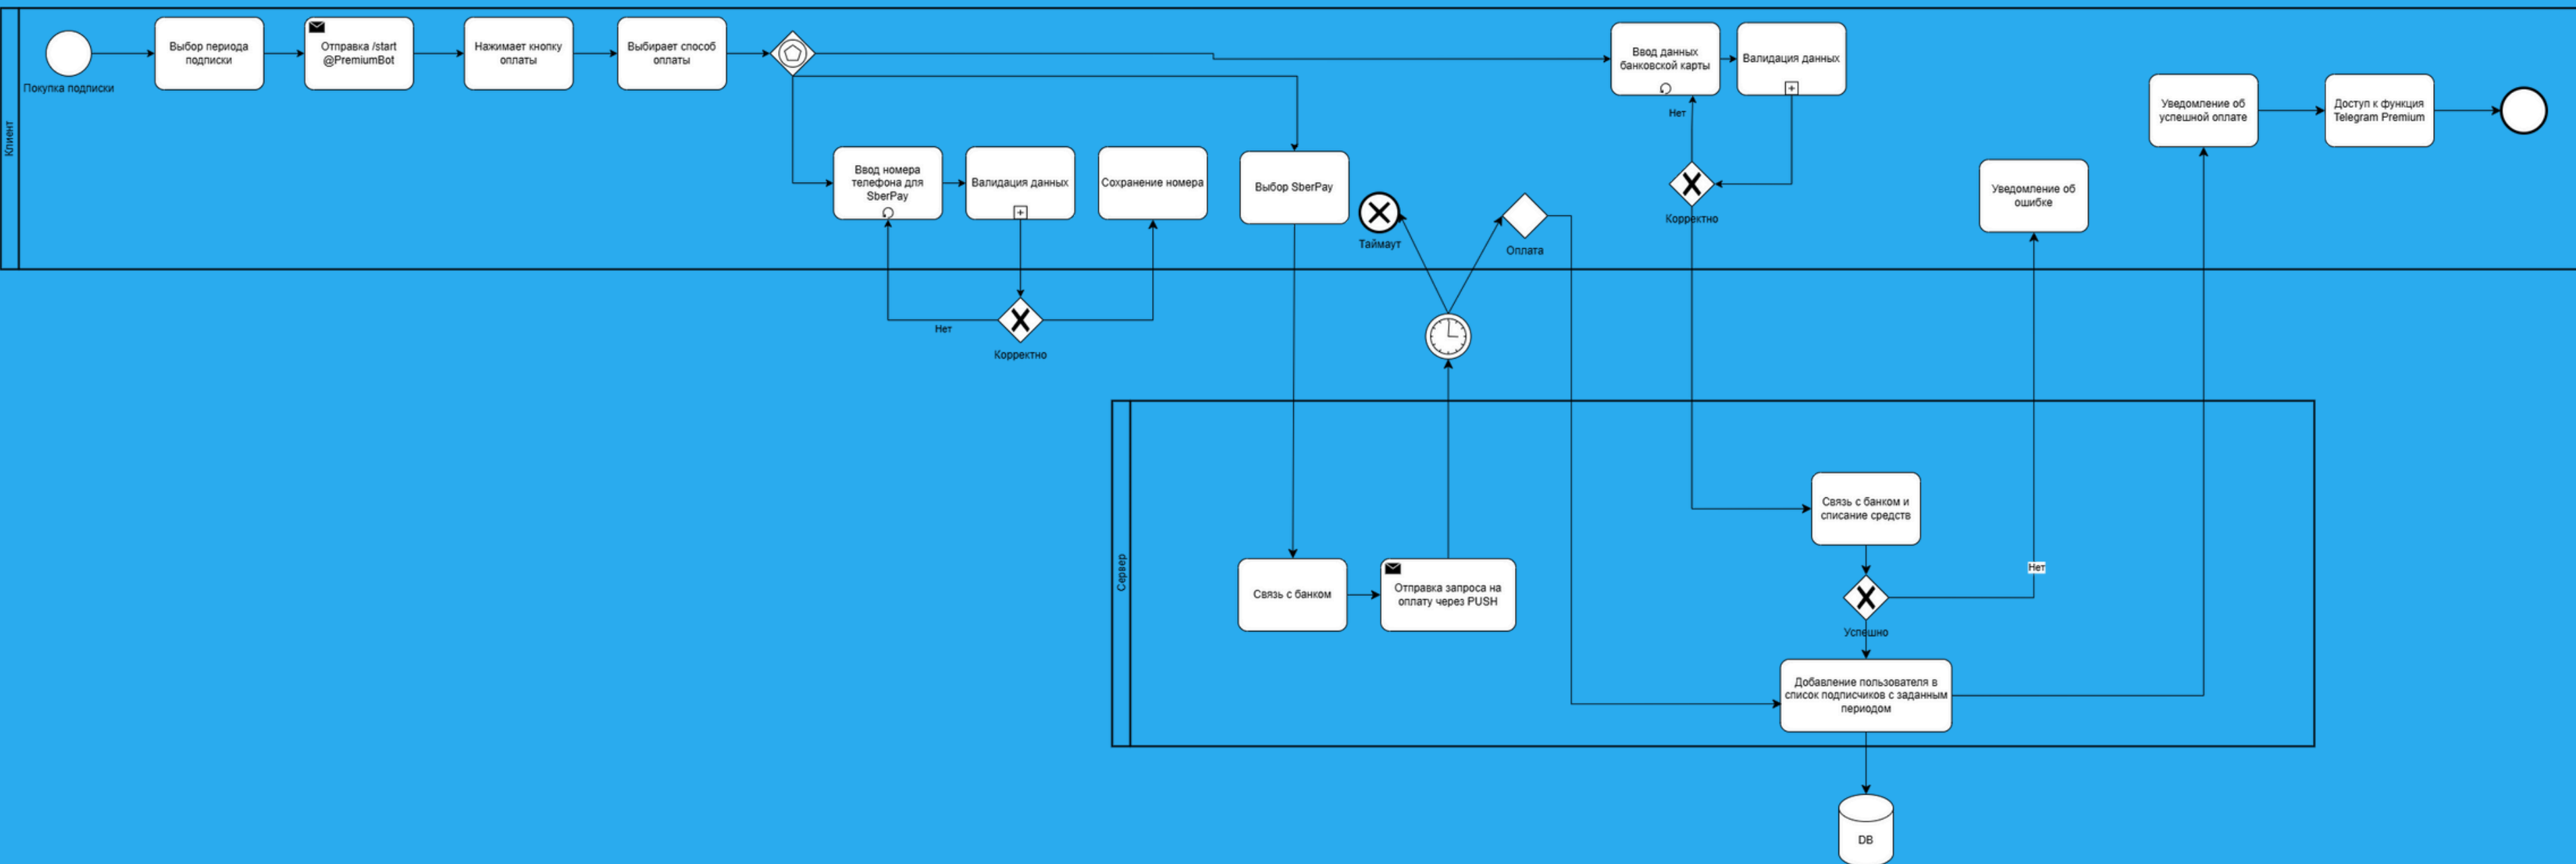 Клиент
Покупка подписки
Выбор периода
подписки
Отправка /start
@PremiumBot
Нажимает кнопку
оплаты
Выбирает способ
оплаты
Ввод данных
банковской карты
Валидация данных
Нет
Корректно
Ввод номера
телефона для
SberPay
Валидация данных
Сохранение номера
Нет
Корректно
Выбор SberPay
Таймаут
Оплата
Уведомление об
ошибке
Уведомление об
успешной оплате
Доступ к функция
Telegram Premium
Сервер
Связь с банком
Отправка запроса на
оплату через PUSH
Связь с банком и
списание средств
Нет
Успешно
Добавление пользователя в
список подписчиков с заданным
периодом
DB